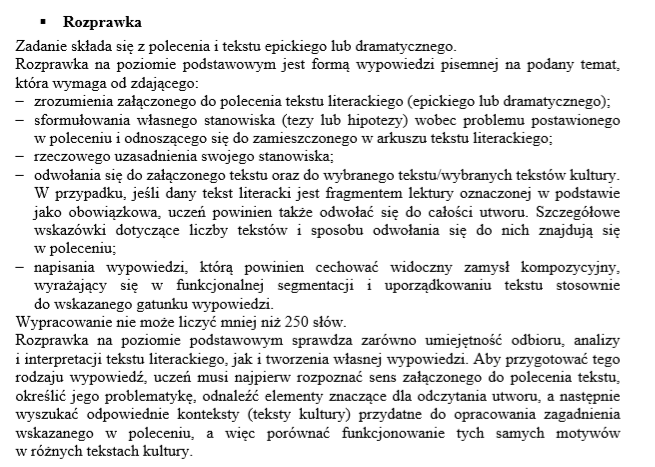 ▪ Rozprawka
Zadanie składa się z polecenia i tekstu epickiego lub dramatycznego.
Rozprawka na poziomie podstawowym jest formą wypowiedzi pisemnej na podany temat,
która wymaga od zdającego:
– zrozumienia załączonego do polecenia tekstu literackiego (epickiego lub dramatycznego);
– sformułowania własnego stanowiska (tezy lub hipotezy) wobec problemu postawionego
w poleceniu i odnoszącego się do zamieszczonego w arkuszu tekstu literackiego;
– rzeczowego uzasadnienia swojego stanowiska;
– odwołania się do załączonego tekstu oraz do wybranego tekstu/wybranych tekstów kultury.
W przypadku, jeśli dany tekst literacki jest fragmentem lektury oznaczonej w podstawie
jako obowiązkowa, uczeń powinien także odwołać się do całości utworu. Szczegółowe
wskazówki dotyczące liczby tekstów i sposobu odwołania się do nich znajdują się
w poleceniu;
– napisania wypowiedzi, którą powinien cechować widoczny zamysł kompozycyjny,
wyrażający się w funkcjonalnej segmentacji i uporządkowaniu tekstu stosownie
do wskazanego gatunku wypowiedzi.
Wypracowanie nie może liczyć mniej niż 250 słów.
Rozprawka na poziomie podstawowym sprawdza zarówno umiejętność odbioru, analizy
i interpretacji tekstu literackiego, jak i tworzenia własnej wypowiedzi. Aby przygotować tego
rodzaju wypowiedź, uczeń musi najpierw rozpoznać sens załączonego do polecenia tekstu,
określić jego problematykę, odnaleźć elementy znaczące dla odczytania utworu, a następnie
wyszukać odpowiednie konteksty (teksty kultury) przydatne do opracowania zagadnienia
wskazanego w poleceniu, a więc porównać funkcjonowanie tych samych motywów
w różnych tekstach kultury.